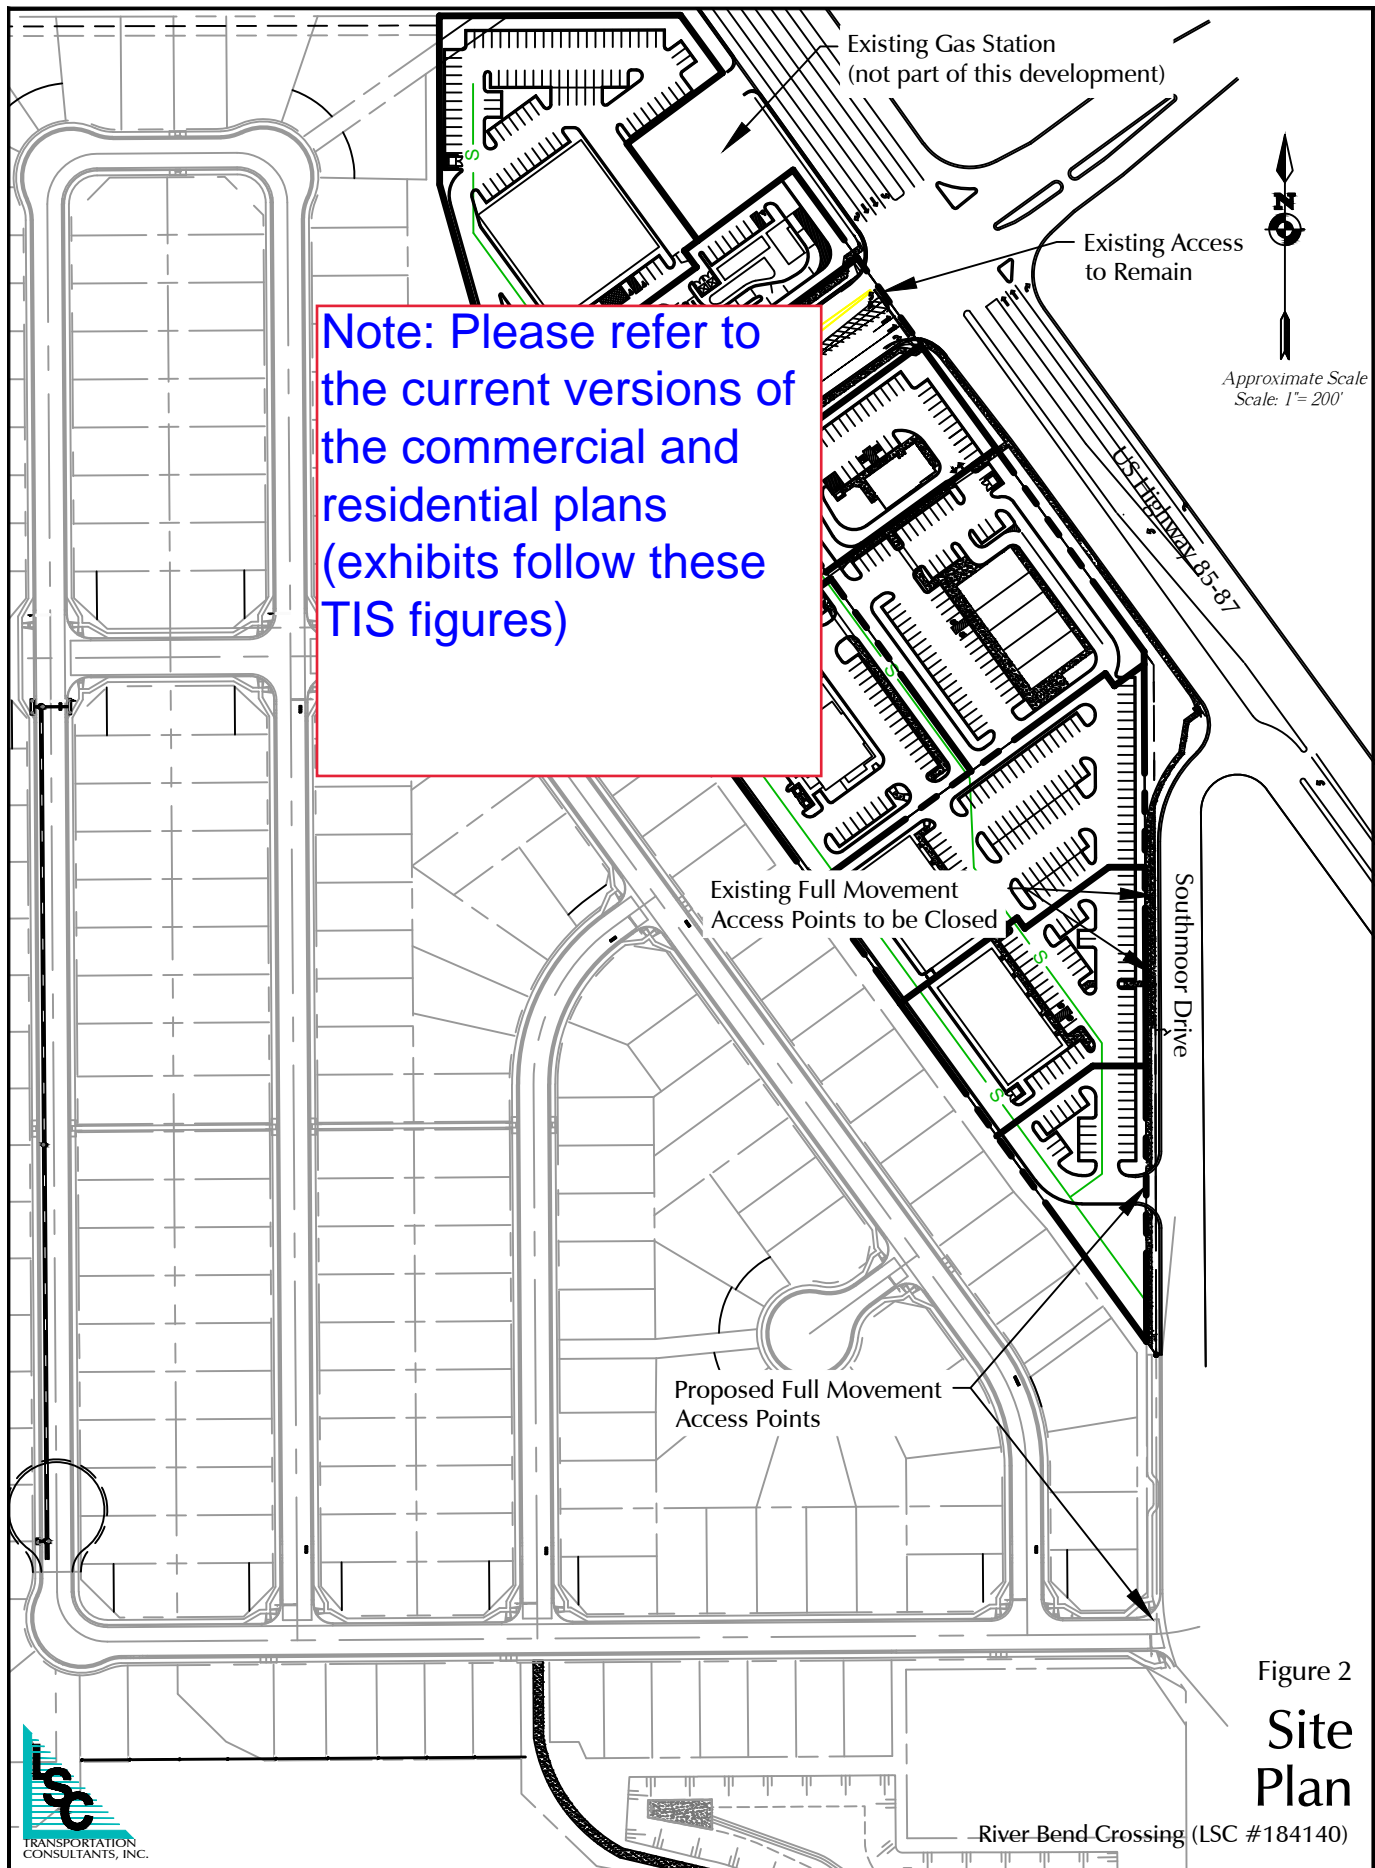 Existing Gas Station
(not part of this development)
N
Existing Access
to Remain
Approximate Scale
Scale: 1"= 200'
Note: Please refer to
the current versions of
the commercial and
residential plans
(exhibits follow these
TIS figures)
US Highway 85-87
S
S
S
S
Existing Full Movement
Access Points to be Closed
Southmoor Drive
Proposed Full Movement
Access Points
Figure 2
Site
Plan
River Bend Crossing (LSC #184140)
LSC
TRANSPORTATION
CONSULTANTS, INC.